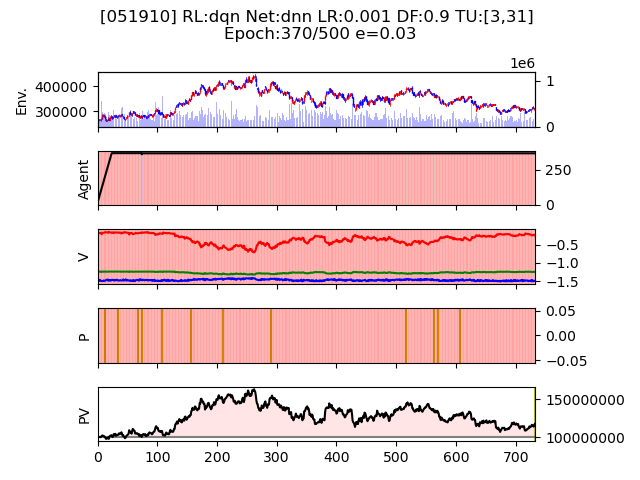 [051910] RL:dqn Net:dnn LR:0.001 DF:0.9 TU:[3,31]
Epoch:370/500 e=0.03
1e6
Env.
400000
300000
1
0
Agent
250
0
V
−0.5
−1.0
−1.5
P
0.05
0.00
−0.05
PV
150000000
100000000
0 100 200 300 400 500 600 700